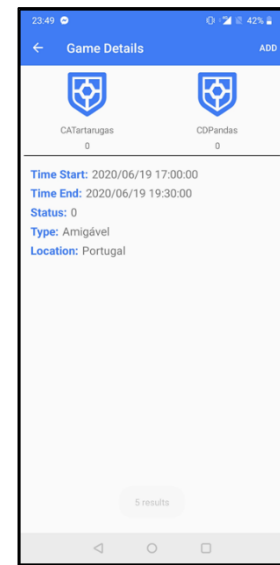 23:49 42%
Game Details ADD
CATartarugas CDPandas
0 0
Time Start: 2020/06/19 17:00:00
Time End: 2020/06/19 19:30:00
Status: 0
Type: Amigável
Location: Portugal
5 results